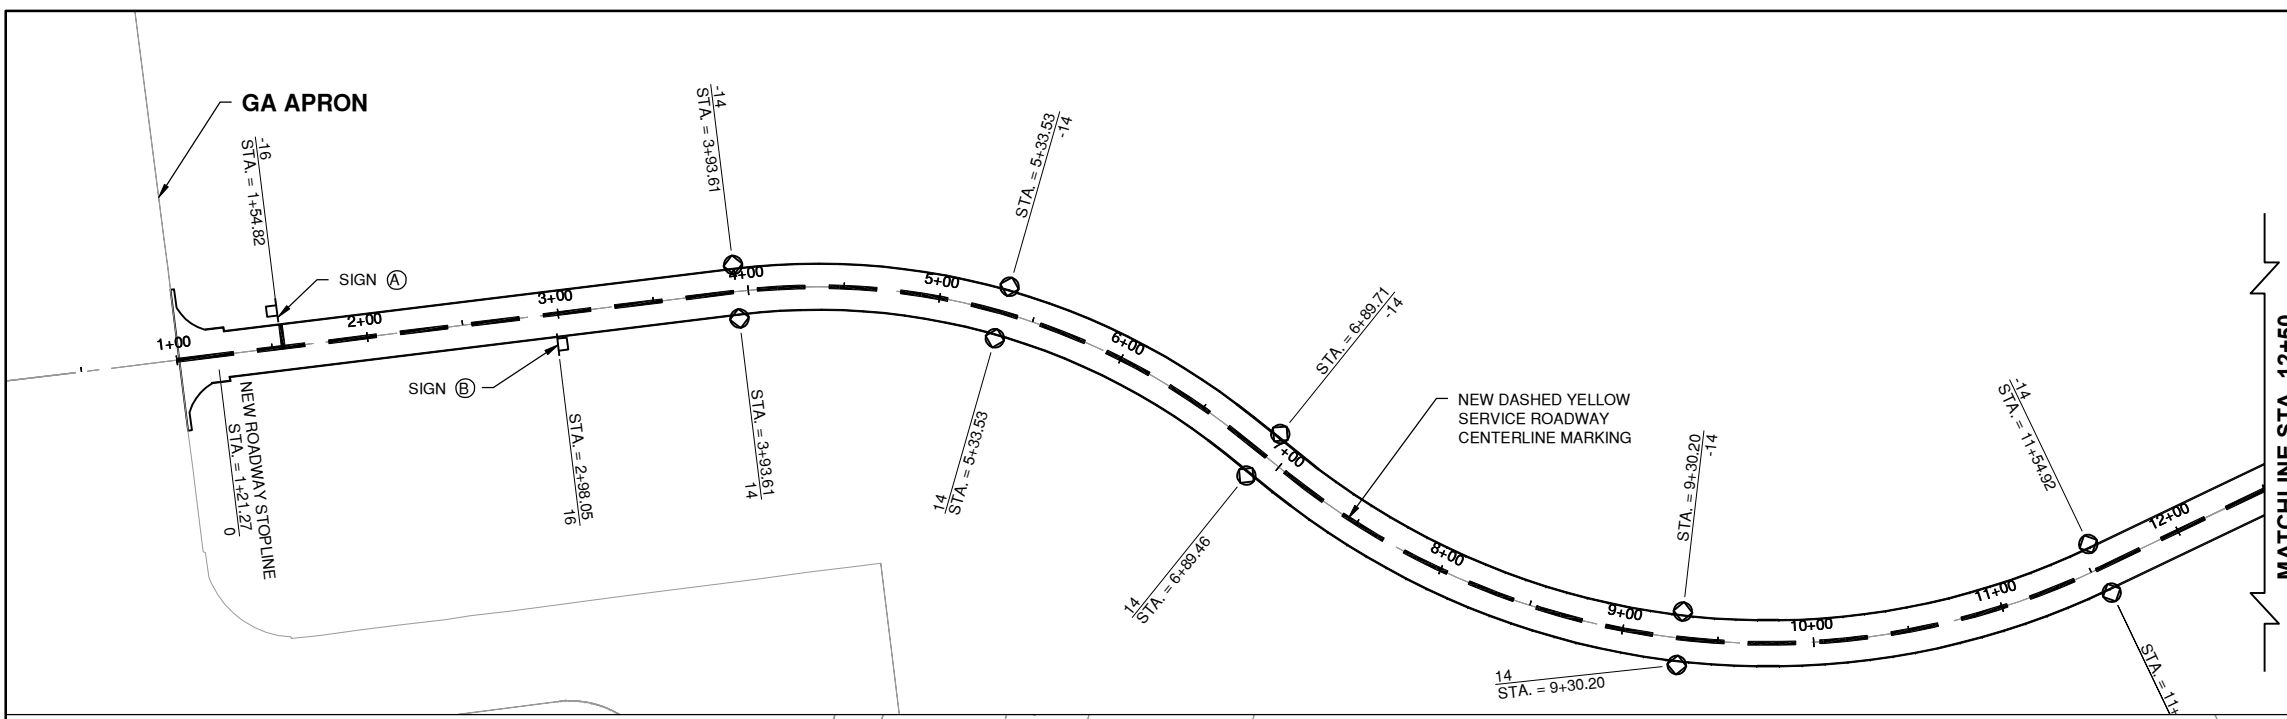 GA APRON
-16
STA. = 1+54.82
SIGN A
1+00
2+00
3+00
4+00
5+00
6+00
7+00
8+00
9+00
10+00
11+00
12+00
-14
STA. = 3+93.61
STA. = 5+33.53
-14
STA. = 6+89.71
-14
SIGN B
NEW ROADWAY STOPLINE
STA. = 1+21.27
0
STA. = 2+98.05
16
STA. = 3+93.61
14
14
STA. = 5+33.53
14
STA. = 6+89.46
NEW DASHED YELLOW
SERVICE ROADWAY
CENTERLINE MARKING
STA. = 9+30.20
-14
14
STA. = 9+30.20
-14
STA. = 11+54.92
STA. = 11+
MATCHLINE STA. 12+50